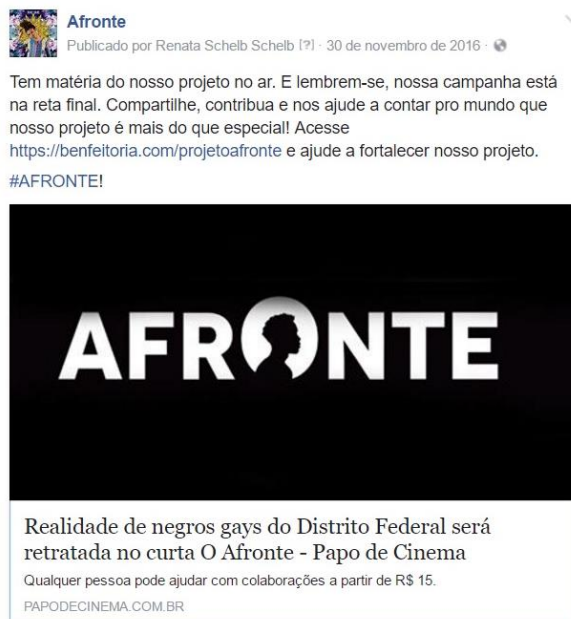 Afronte
Publicado por Renata Schelb Schelb [?] · 30 de novembro de 2016 ·
Tem matéria do nosso projeto no ar. E lembrem-se, nossa campanha está
na reta final. Compartilhe, contribua e nos ajude a contar pro mundo que
nosso projeto é mais do que especial! Acesse
https://benfeitoria.com/projetoafronte e ajude a fortalecer nosso projeto.
#AFRONTE!
AFRONTE
Realidade de negros gays do Distrito Federal será
retratada no curta O Afronte - Papo de Cinema
Qualquer pessoa pode ajudar com colaborações a partir de R$ 15.
PAPODECINEMA.COM.BR